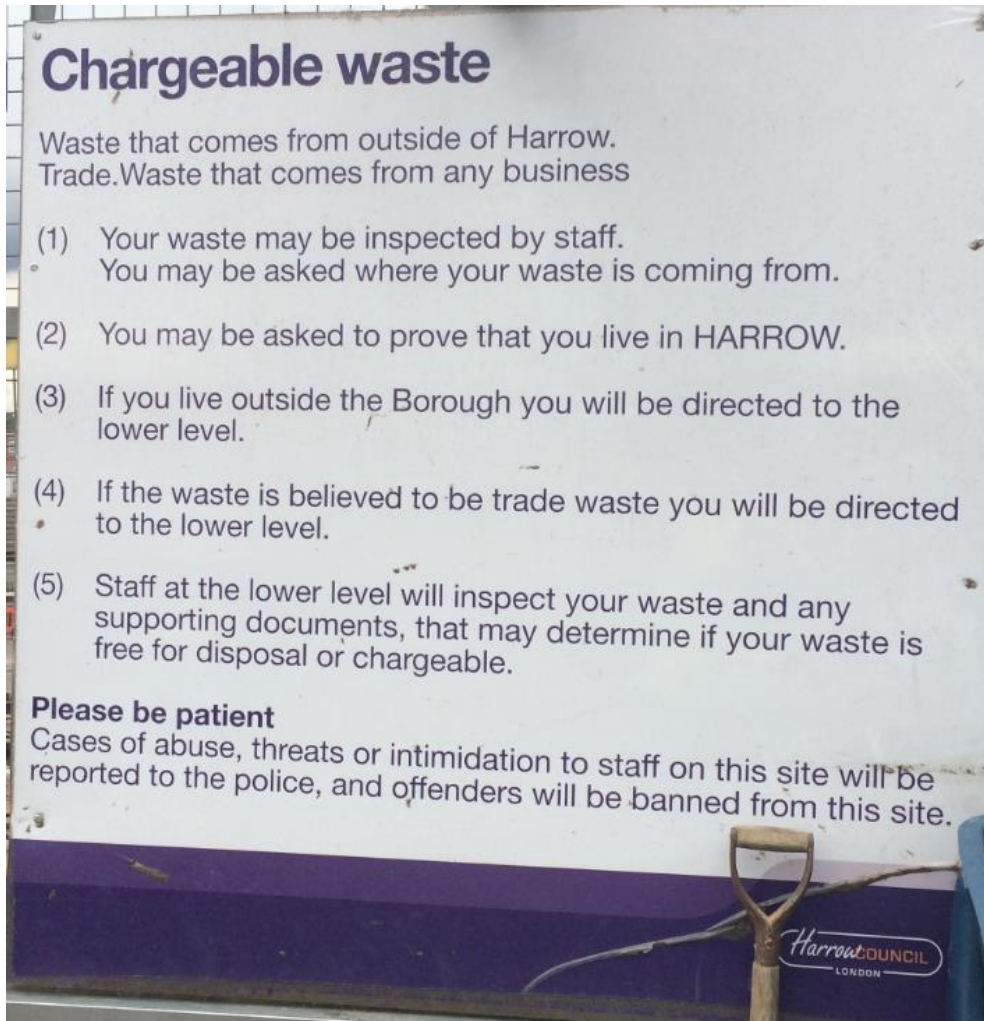 Chargeable waste
Waste that comes from outside of Harrow.
Trade.Waste that comes from any business
(1) Your waste may be inspected by staff.
You may be asked where your waste is coming from.
(2) You may be asked to prove that you live in HARROW.
(3) If you live outside the Borough you will be directed to the
lower level.
(4) If the waste is believed to be trade waste you will be directed
to the lower level.
(5) Staff at the lower level will inspect your waste and any
supporting documents, that may determine if your waste is
free for disposal or chargeable.
Please be patient
Cases of abuse, threats or intimidation to staff on this site will be
reported to the police, and offenders will be banned from this site.
HarrowCOUNCIL
LONDON